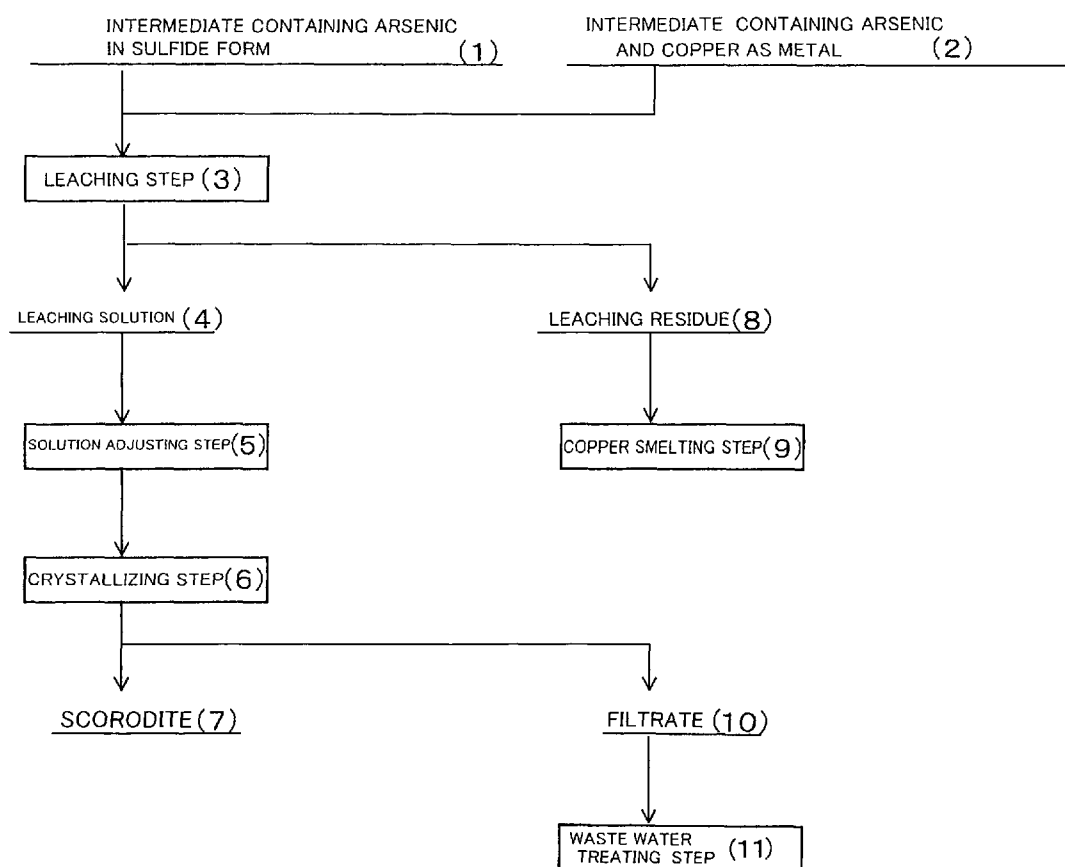 INTERMEDIATE CONTAINING ARSENIC
IN SULFIDE FORM (1)
INTERMEDIATE CONTAINING ARSENIC
AND COPPER AS METAL (2)
LEACHING STEP (3)
LEACHING SOLUTION (4)
LEACHING RESIDUE (8)
SOLUTION ADJUSTING STEP(5)
COPPER SMELTING STEP(9)
CRYSTALLIZING STEP(6)
SCORODITE(7)
FILTRATE (10)
WASTE WATER
TREATING STEP (11)